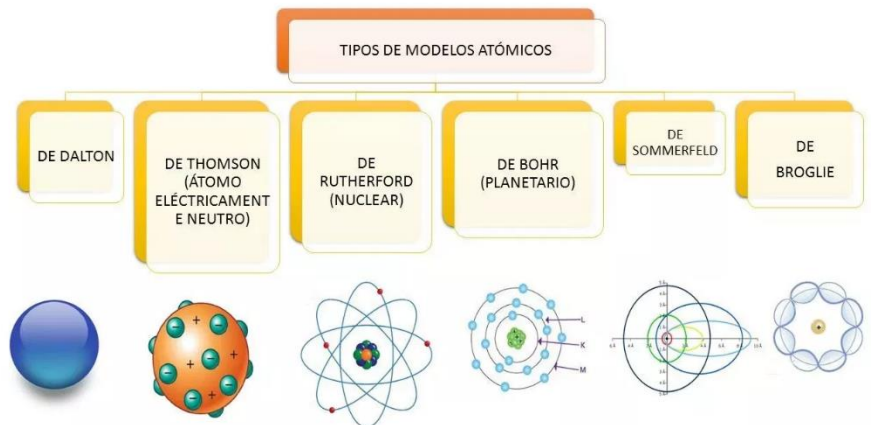 TIPOS DE MODELOS ATÓMICOS
DE DALTON
DE THOMSON
(ÁTOMO
ELÉCTRICAMENT
E NEUTRO)
DE
RUTHERFORD
(NUCLEAR)
DE BOHR
(PLANETARIO)
DE
SOMMERFELD
DE
BROGLIE
L
K
M